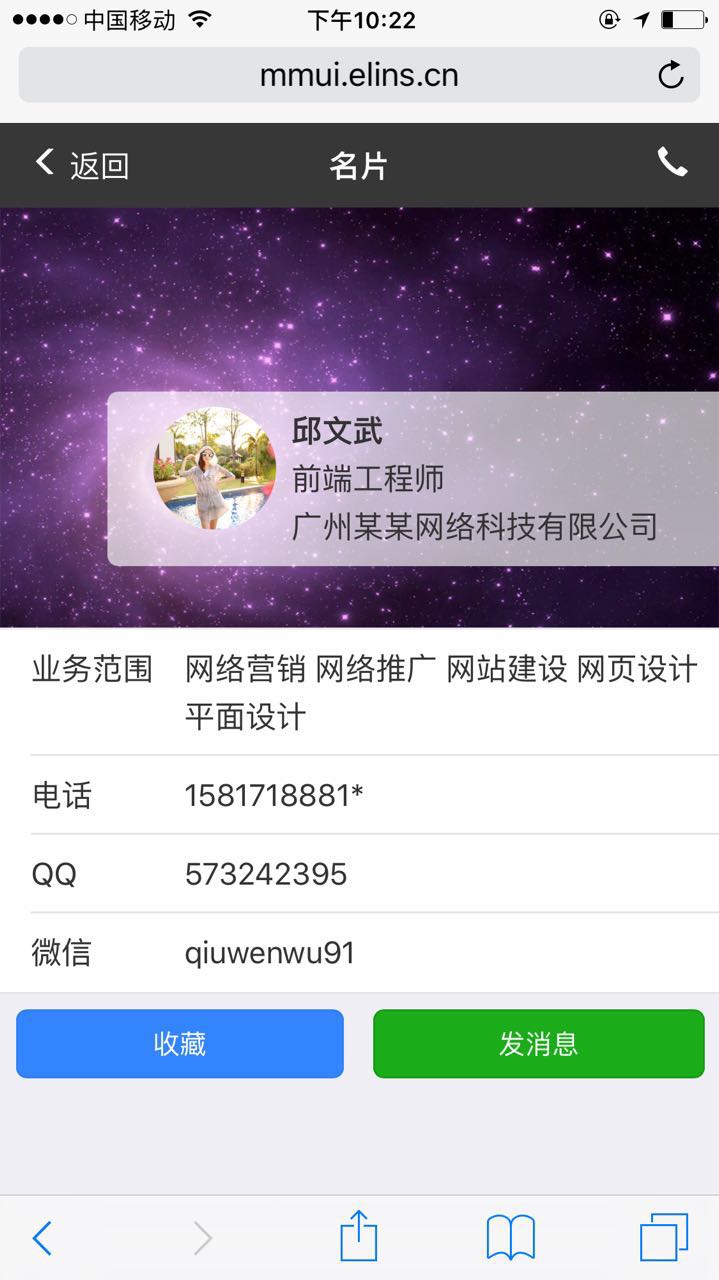 中国移动 下午10:22
mmui.elins.cn
返回 名片
邱文武
前端工程师
广州某某网络科技有限公司
业务范围 网络营销 网络推广 网站建设 网页设计
平面设计
电话 1581718881*
QQ 573242395
微信 qiuwenwu91
收藏 发消息